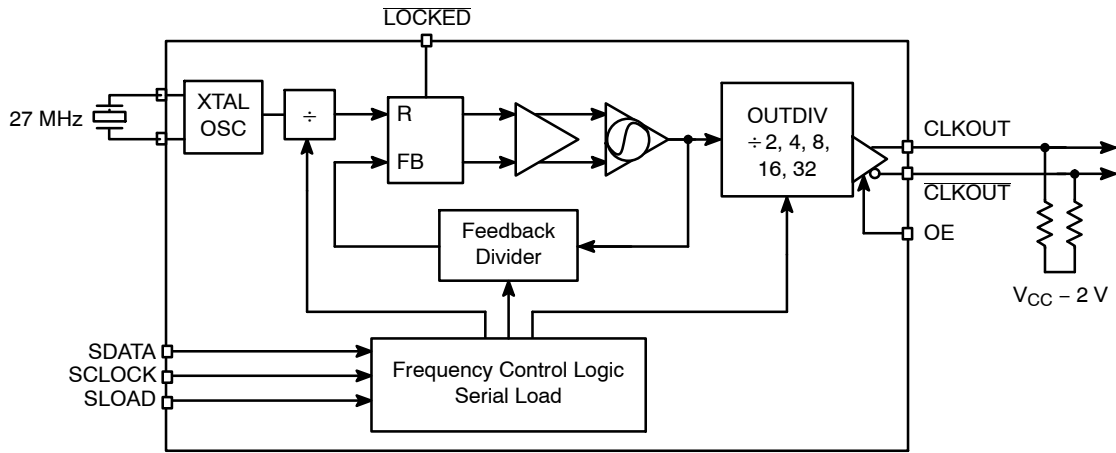 LOCKED
27 MHz
XTAL
OSC
÷
R
FB
OUTDIV
÷ 2, 4, 8,
16, 32
CLKOUT
CLKOUT
OE
Feedback
Divider
VCC − 2 V
SDATA
SCLOCK
SLOAD
Frequency Control Logic
Serial Load